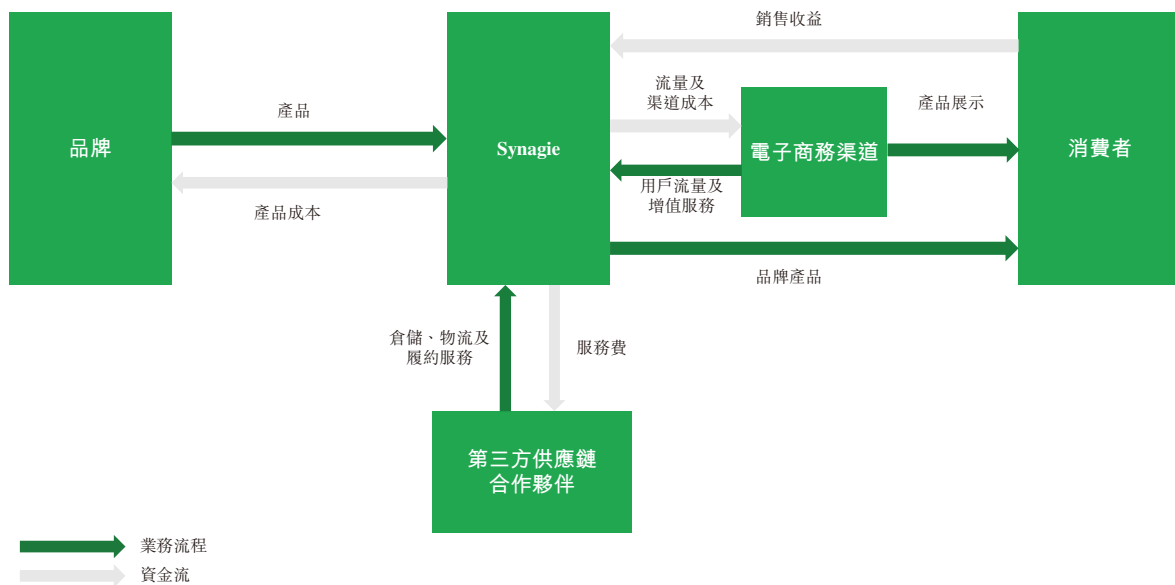 銷售收益
流量及
渠道成本
產品展示
產品
品牌
Synagie
電子商務渠道
消費者
用戶流量及
增值服務
產品成本
品牌產品
倉儲、物流及
履約服務
服務費
第三方供應鏈
合作夥伴
業務流程
資金流